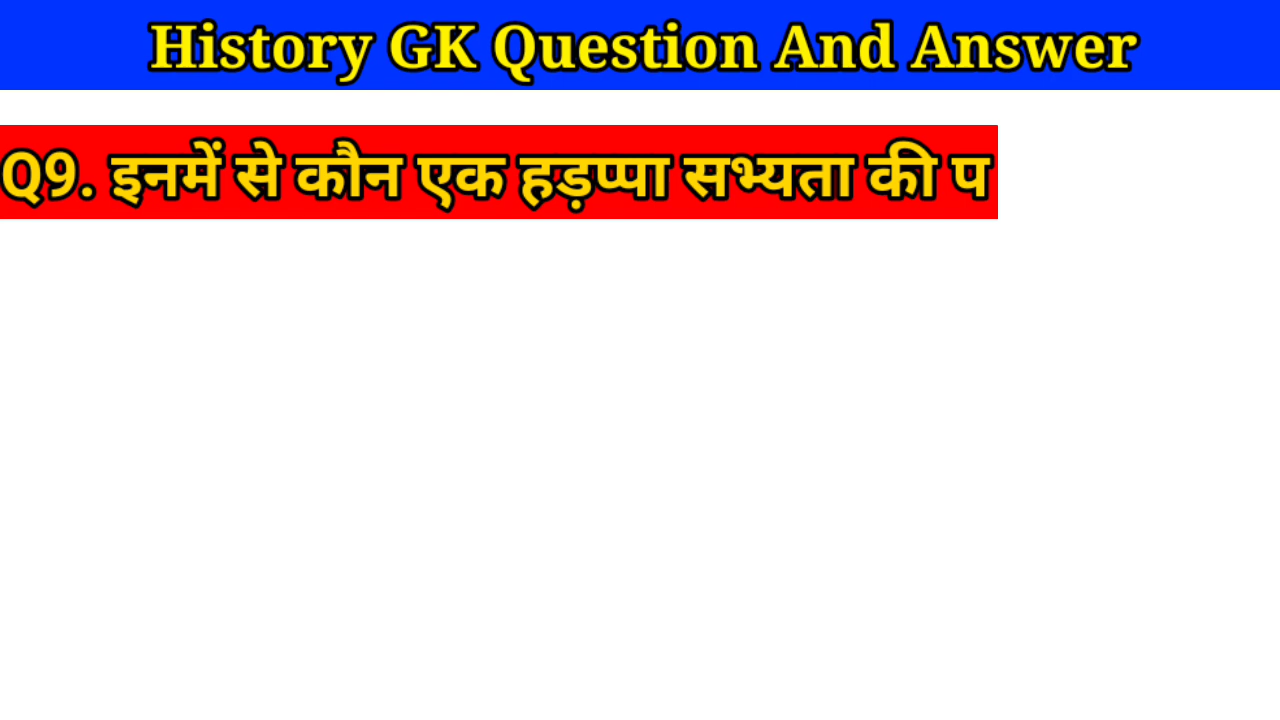 History GK Question And Answer
Q9. इनमें से कौन एक हड़प्पा सभ्यता की प